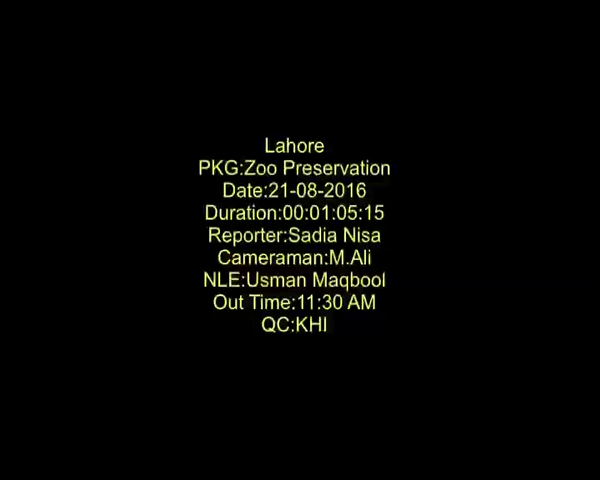 Lahore
PKG:Zoo Preservation
Date:21-08-2016
Duration:00:01:05:15
Reporter:Sadia Nisa
Cameraman:M.Ali
NLE:Usman Maqbool
Out Time:11:30 AM
QC:KHI